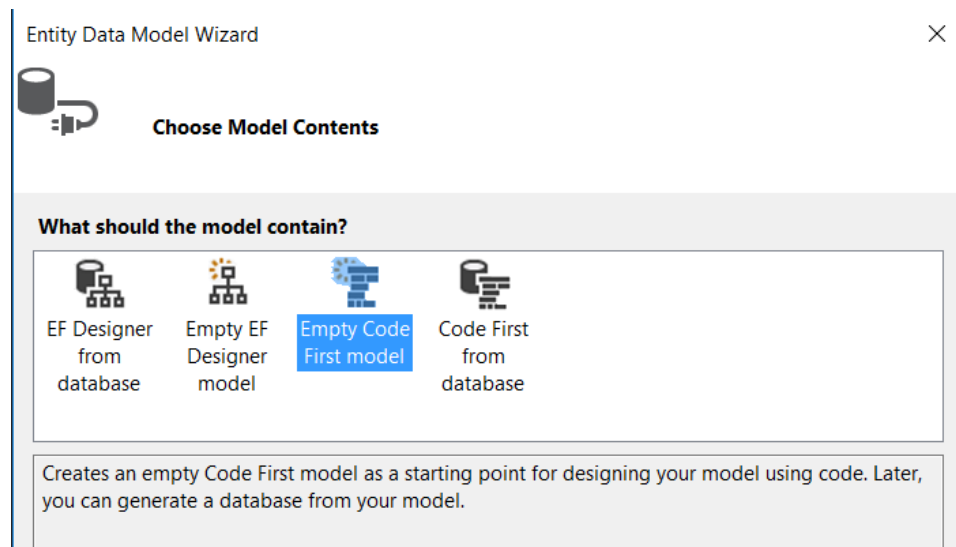 Entity Data Model Wizard
Choose Model Contents
What should the model contain?
EF Designer
from
database
Empty EF
Designer
model
Empty Code
First model
Code First
from
database
Creates an empty Code First model as a starting point for designing your model using code. Later,
you can generate a database from your model.